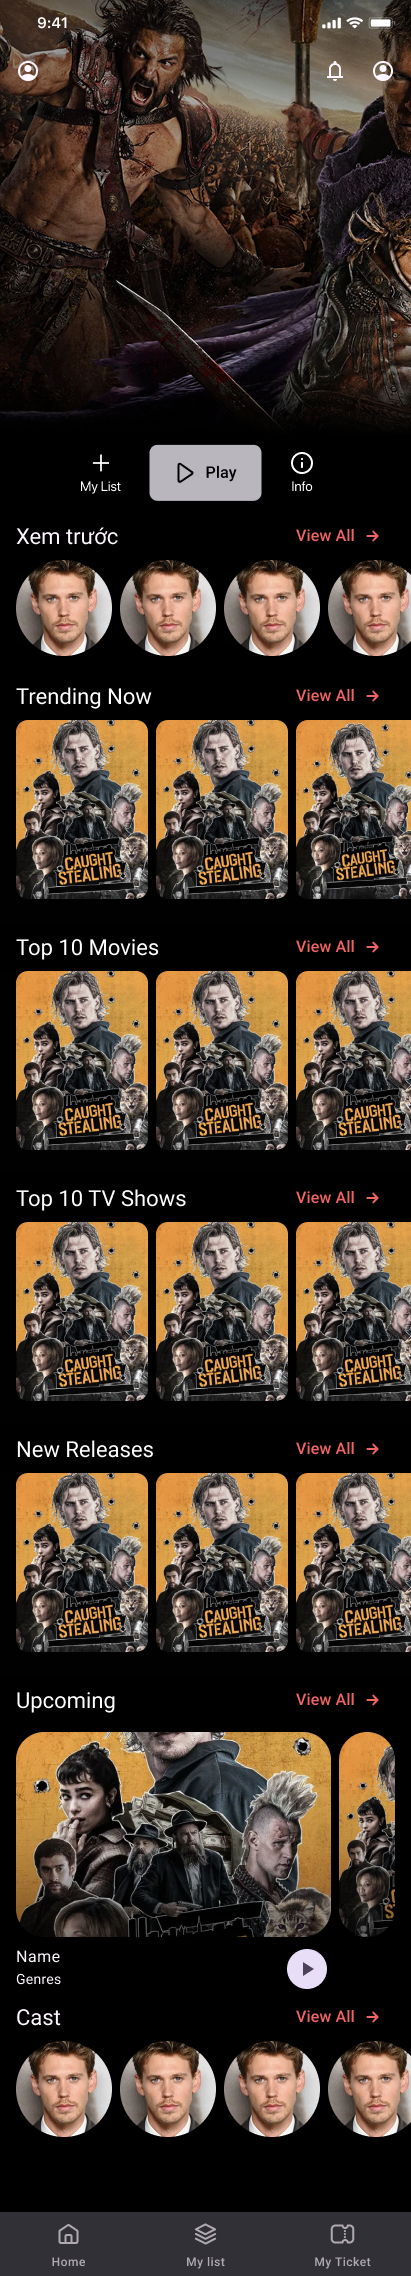 9:41
My List
Play
Info
Xem trước
View All
Trending Now
View All
CAUGHT
STEALING
CAUGHT
STEALING
CAUGHT
STEALING
Top 10 Movies
View All
CAUGHT
STEALING
CAUGHT
STEALING
CAUGHT
STEALING
Top 10 TV Shows
View All
CAUGHT
STEALING
CAUGHT
STEALING
CAUGHT
STEALING
New Releases
View All
CAUGHT
STEALING
CAUGHT
STEALING
CAUGHT
STEALING
Upcoming
View All
Name
Genres
Cast
View All
Home
My list
My Ticket